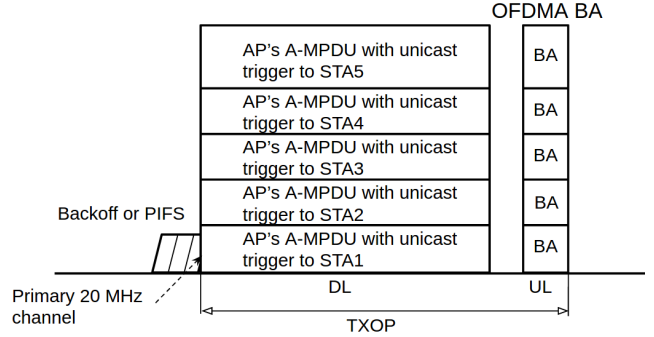 OFDMA BA
AP's A-MPDU with unicast
trigger to STA5
BA
AP's A-MPDU with unicast
trigger to STA4
BA
AP's A-MPDU with unicast
trigger to STA3
BA
AP's A-MPDU with unicast
trigger to STA2
BA
Backoff or PIFS
AP's A-MPDU with unicast
trigger to STA1
BA
Primary 20 MHz
channel
DL
UL
TXOP